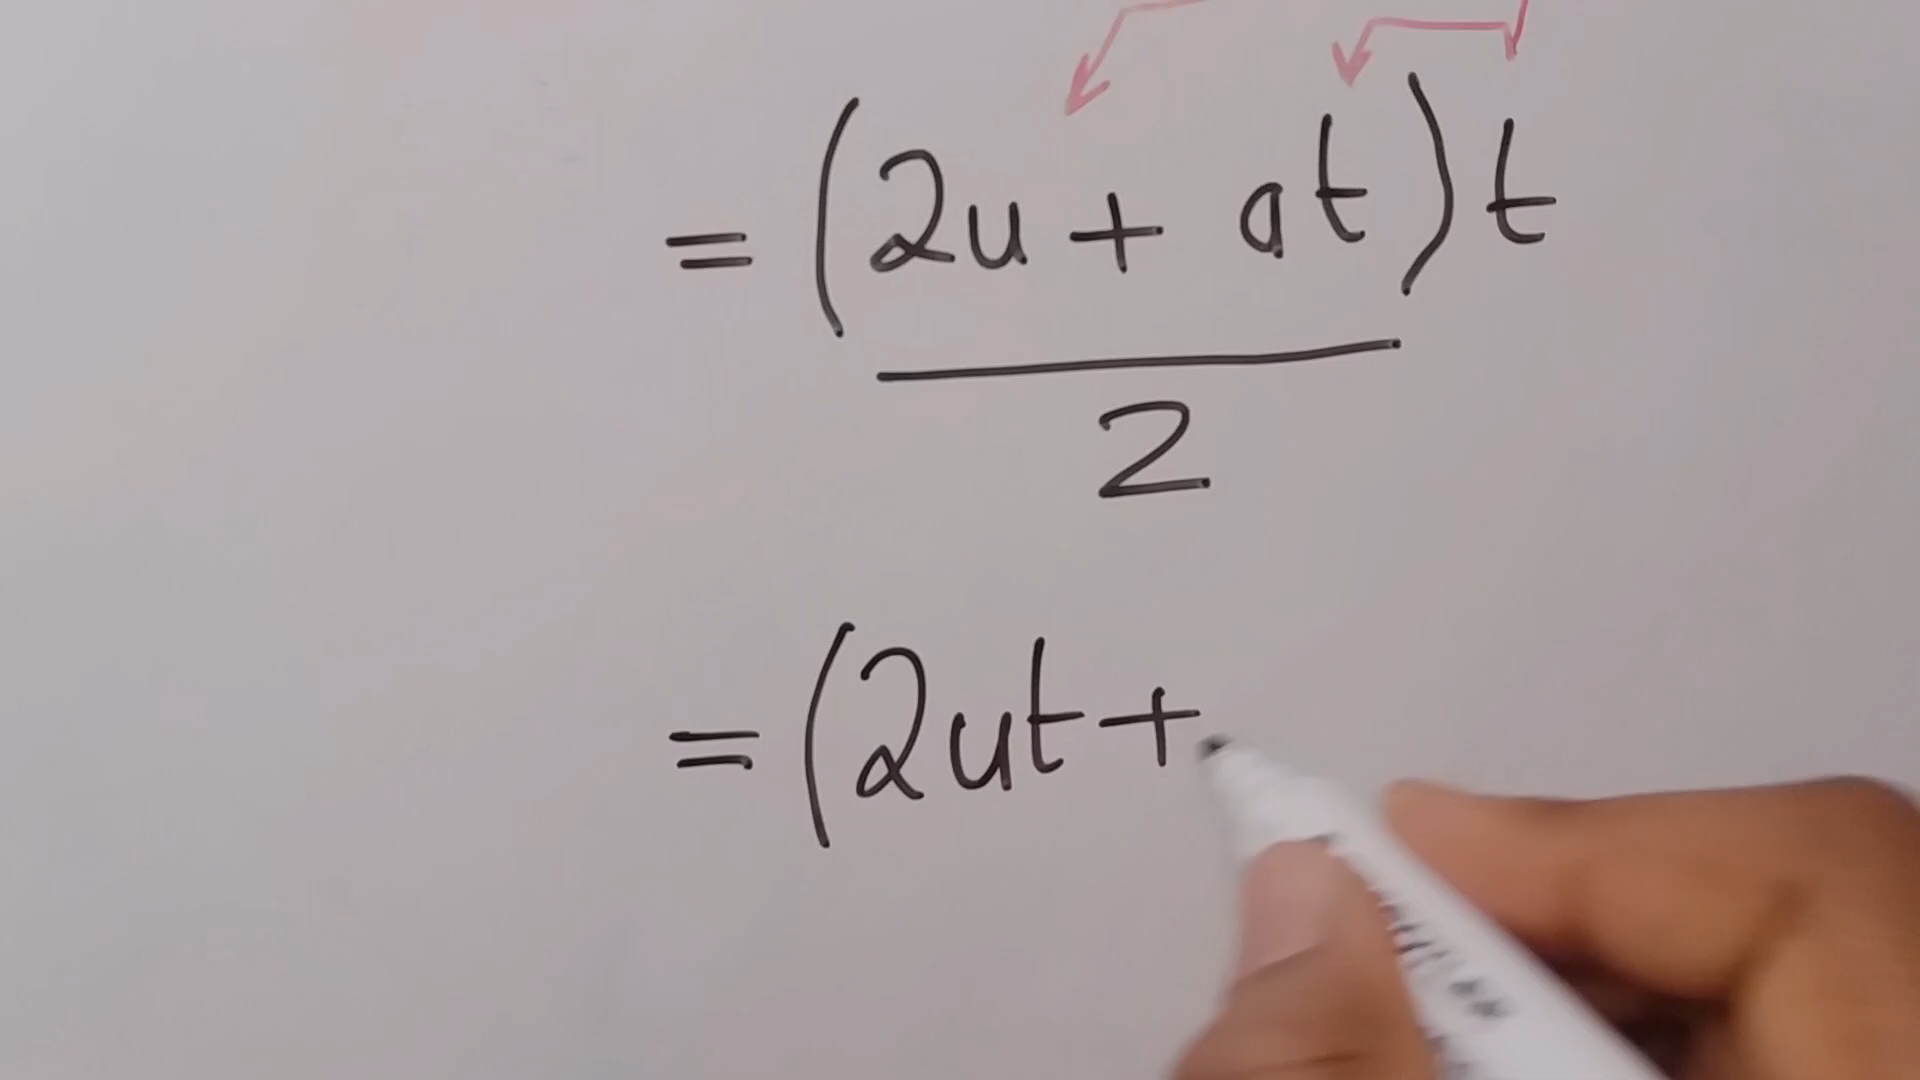 = (2u + at) t
2
= (2ut +